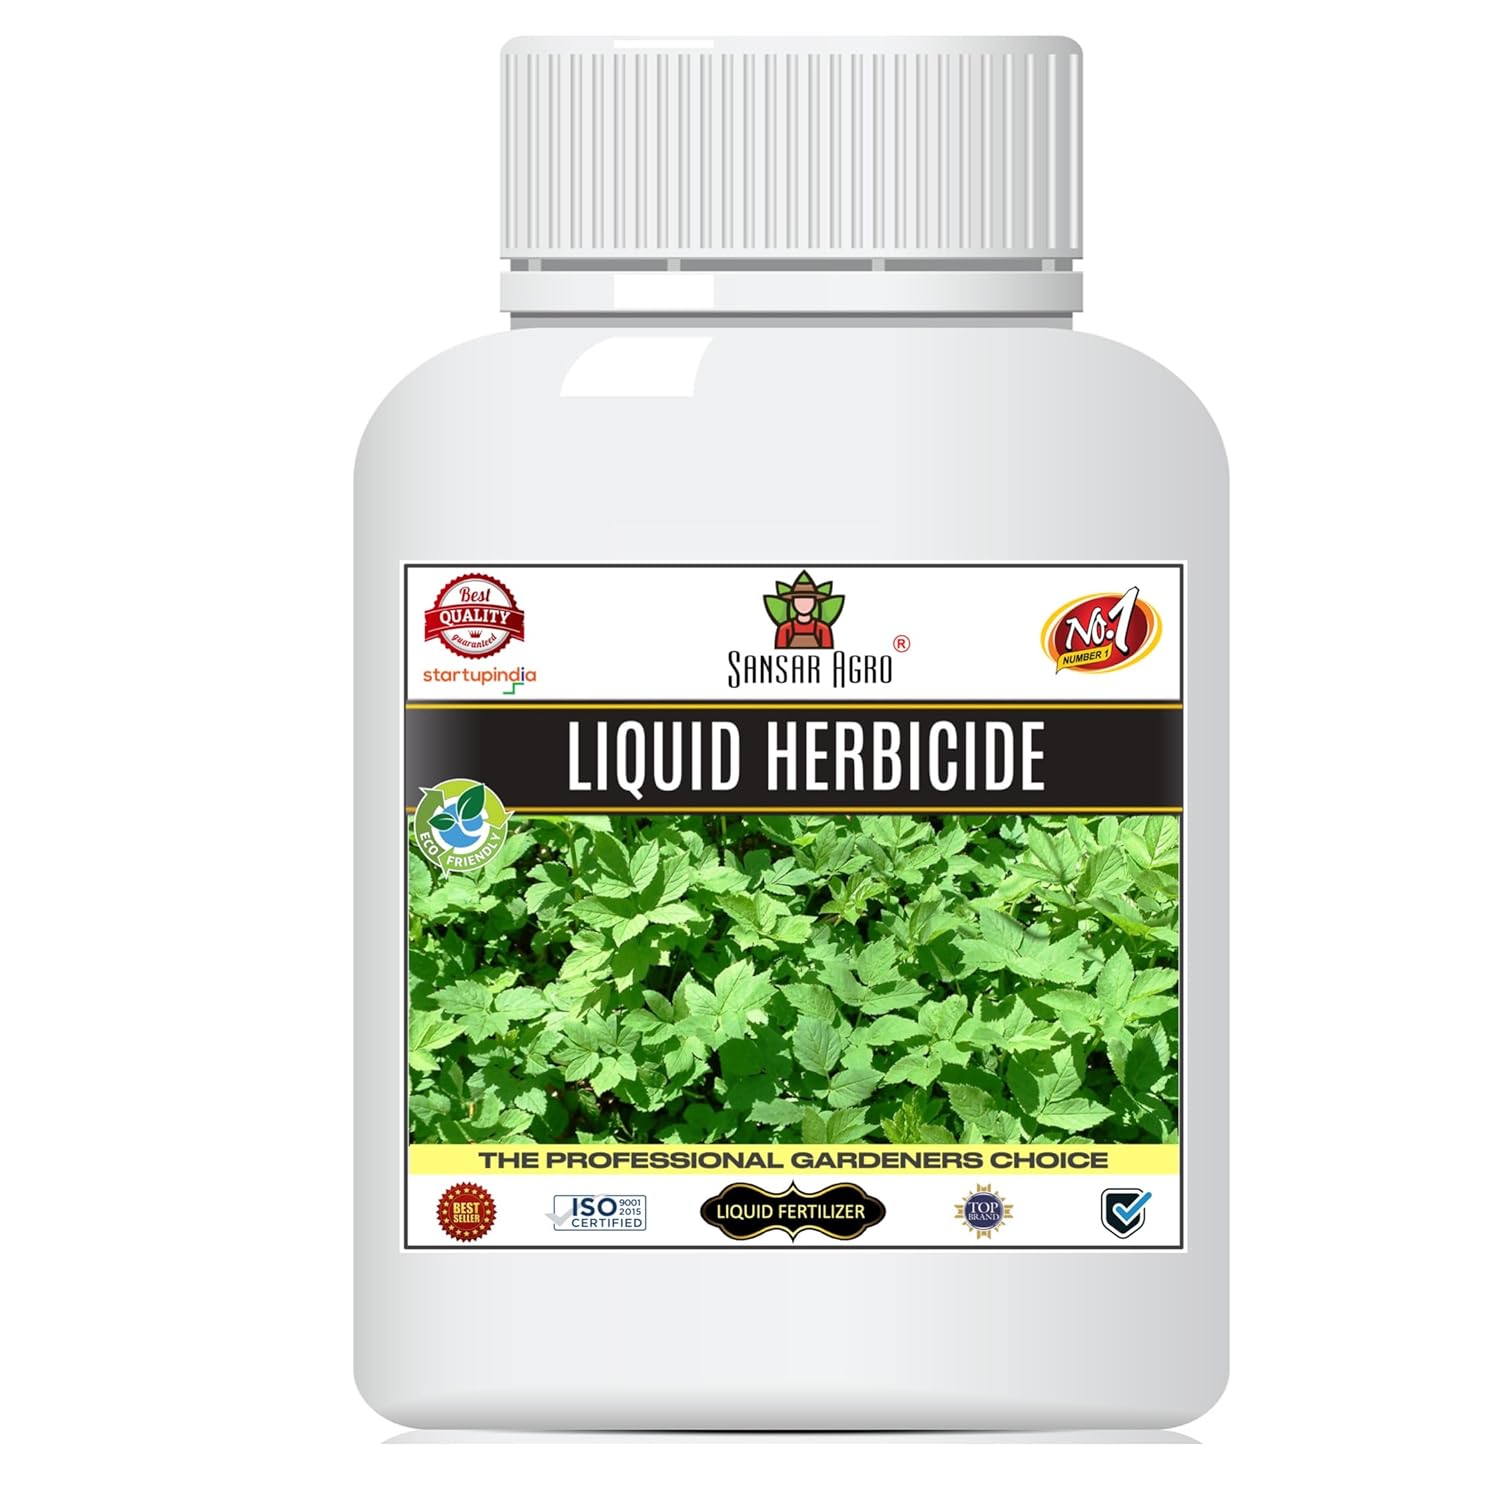 Best
QUALITY
guaranteed
startupindia
SANSAR AGRO®
No.1
NUMBER 1
LIQUID HERBICIDE
ECO FRIENDLY
THE PROFESSIONAL GARDENERS CHOICE
BEST
SELLER
ISO 9001
2015
CERTIFIED
LIQUID FERTILIZER
TOP
BRAND